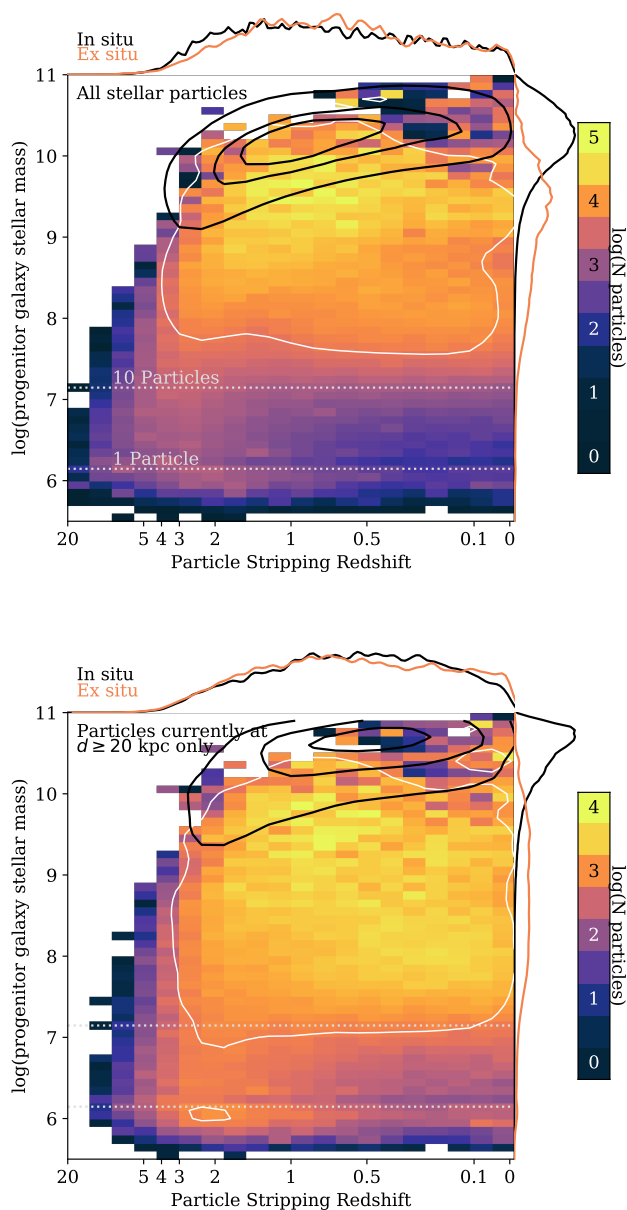 In situ
Ex situ
All stellar particles
11
10
9
8
7
6
log(progenitor galaxy stellar mass)
10 Particles
1 Particle
20
5
4
3
2
1
0.5
0.1
0
Particle Stripping Redshift
5
4
3
2
1
0
log(N particles)
In situ
Ex situ
Particles currently at
d ≥ 20 kpc only
11
10
9
8
7
6
log(progenitor galaxy stellar mass)
20
5
4
3
2
1
0.5
0.1
0
Particle Stripping Redshift
4
3
2
1
0
log(N particles)